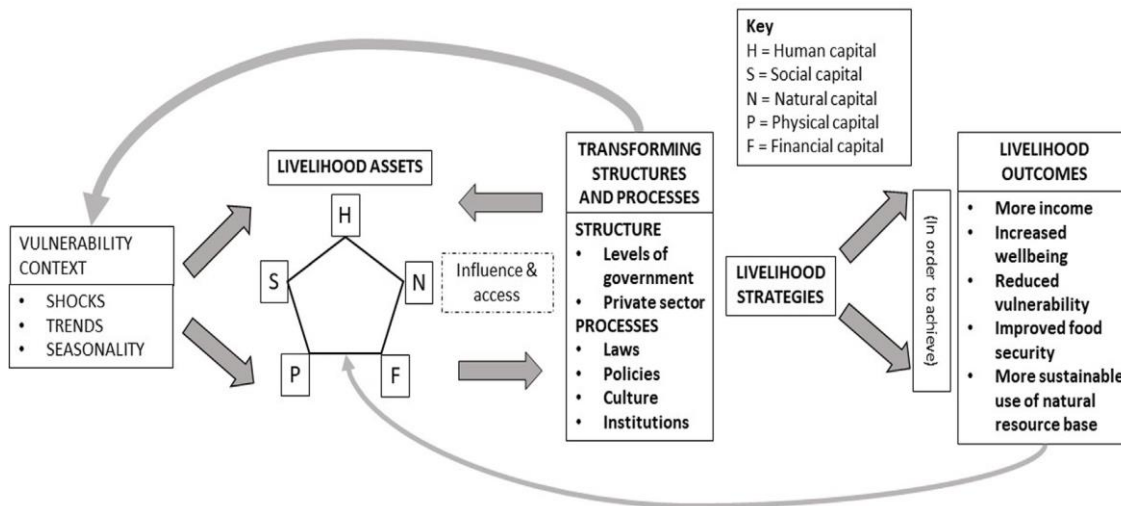 Key
H = Human capital
S = Social capital
N = Natural capital
P = Physical capital
F = Financial capital
VULNERABILITY
CONTEXT
• SHOCKS
• TRENDS
• SEASONALITY
LIVELIHOOD ASSETS
H
S
N
P
F
Influence &
access
TRANSFORMING
STRUCTURES
AND PROCESSES
STRUCTURE
• Levels of
government
• Private sector
PROCESSES
• Laws
• Policies
• Culture
• Institutions
LIVELIHOOD
STRATEGIES
(In order to achieve)
LIVELIHOOD
OUTCOMES
• More income
• Increased
wellbeing
• Reduced
vulnerability
• Improved food
security
• More sustainable
use of natural
resource base